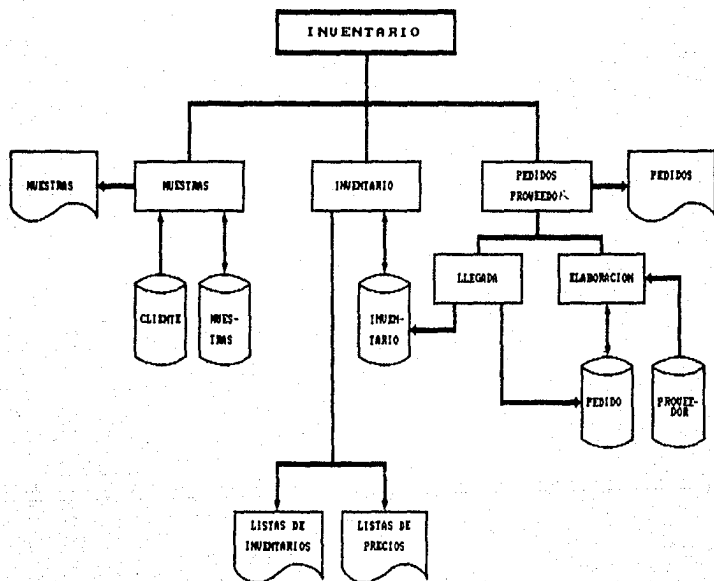 INVENTARIO
MUESTRAS
MUESTRAS
INVENTARIO
PEDIDOS
PROVEEDOR
PEDIDOS
LLEGADA
ELABORACION
CLIENTE
MUES-
TRAS
INVEN-
TARIO
PEDIDO
PROVEE-
DOR
LISTAS DE
INVENTARIOS
LISTAS DE
PRECIOS